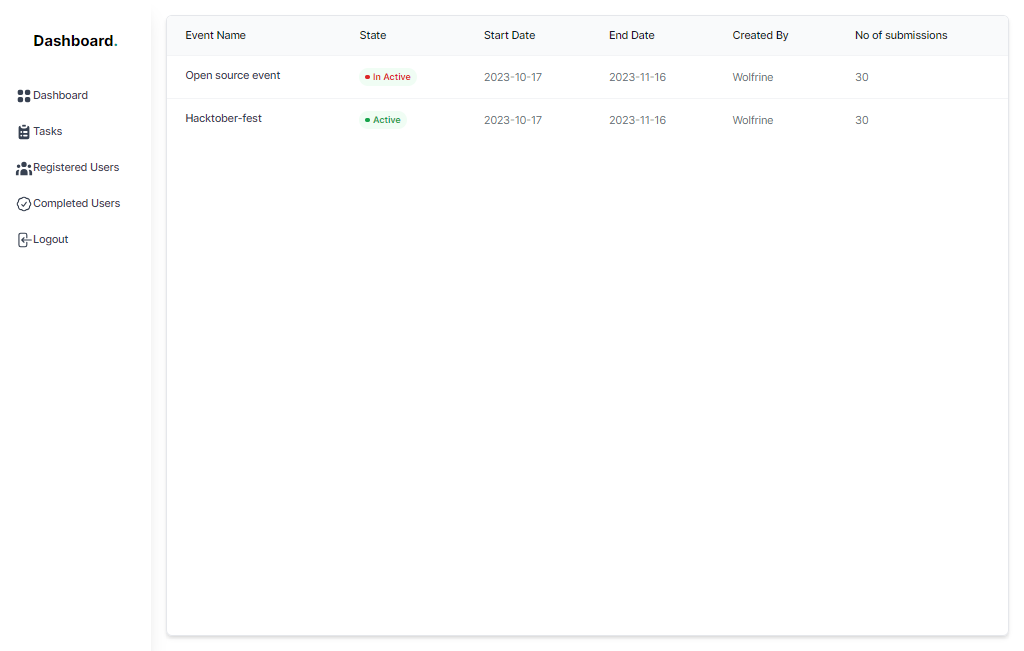 Dashboard.
Dashboard
Tasks
Registered Users
Completed Users
Logout
Event Name State Start Date End Date Created By No of submissions
Open source event In Active 2023-10-17 2023-11-16 Wolfrine 30
Hacktober-fest Active 2023-10-17 2023-11-16 Wolfrine 30